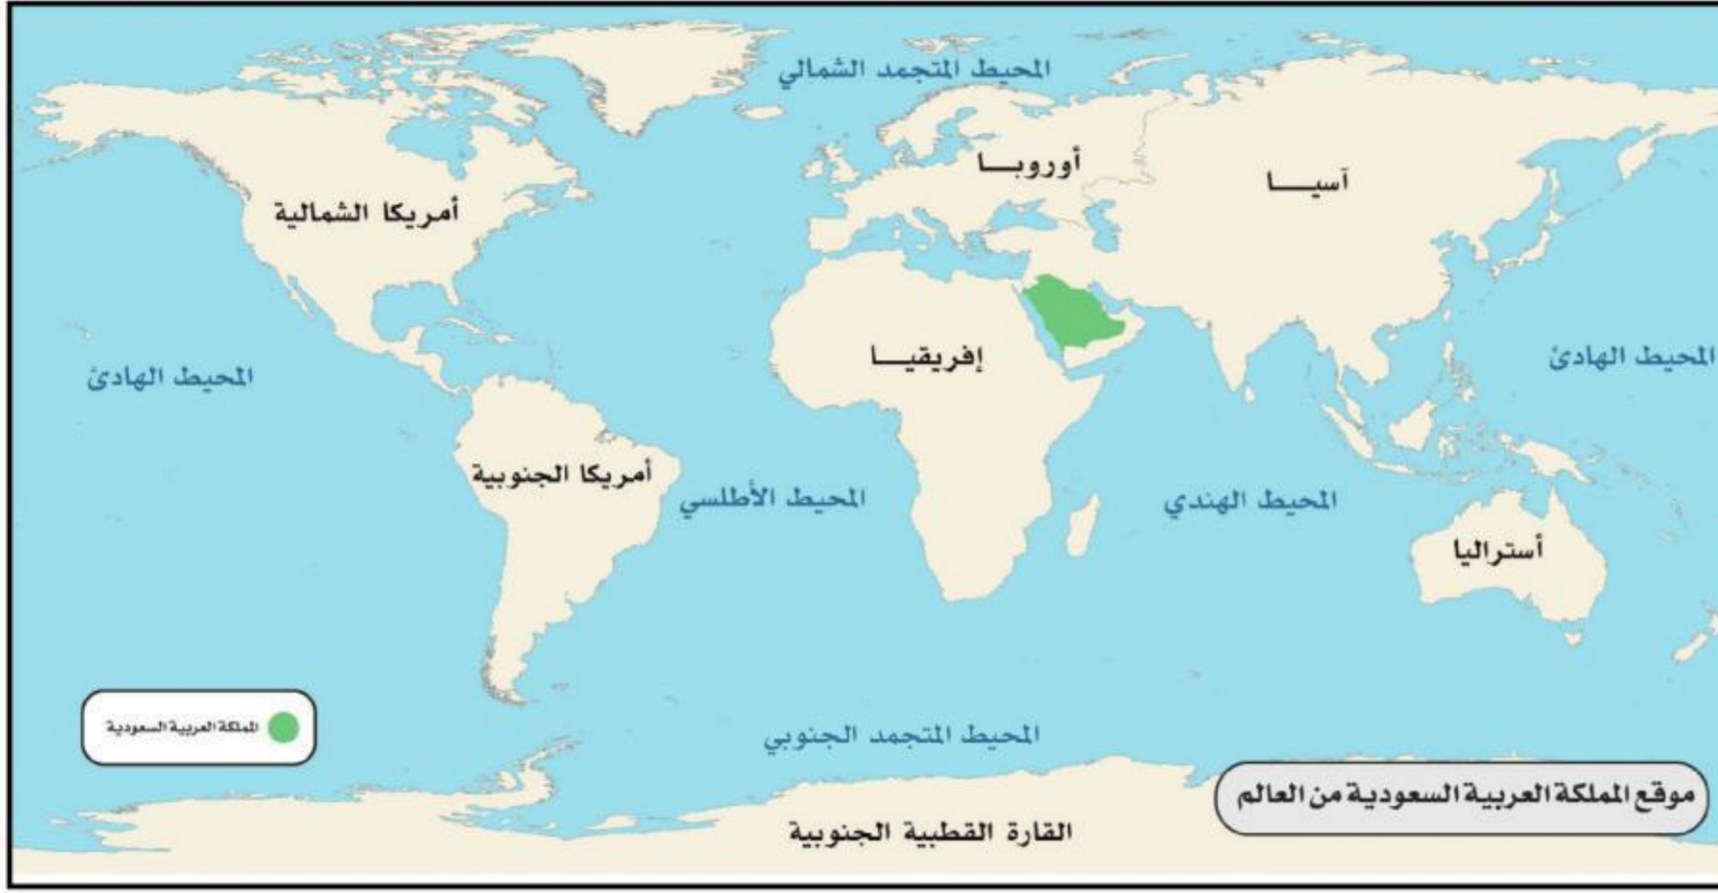 المحيط المتجمد الشمالي
أوروبـــا
آسيـــا
أمريكا الشمالية
إفريقيـــا
المحيط الهادئ
المحيط الهادئ
أمريكا الجنوبية
المحيط الأطلسي
المحيط الهندي
أستراليا
المحيط المتجمد الجنوبي
المملكة العربية السعودية
موقع المملكة العربية السعودية من العالم
القارة القطبية الجنوبية